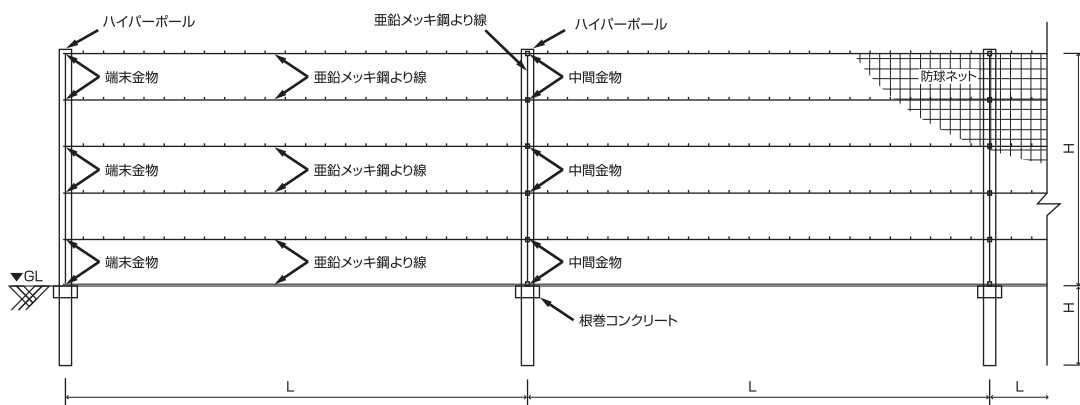 ハイパーポール
亜鉛メッキ鋼より線
ハイパーポール
端末金物
亜鉛メッキ鋼より線
中間金物
防球ネット
端末金物
亜鉛メッキ鋼より線
中間金物
H
端末金物
亜鉛メッキ鋼より線
中間金物
▼GL
根巻コンクリート
H
L
L
L